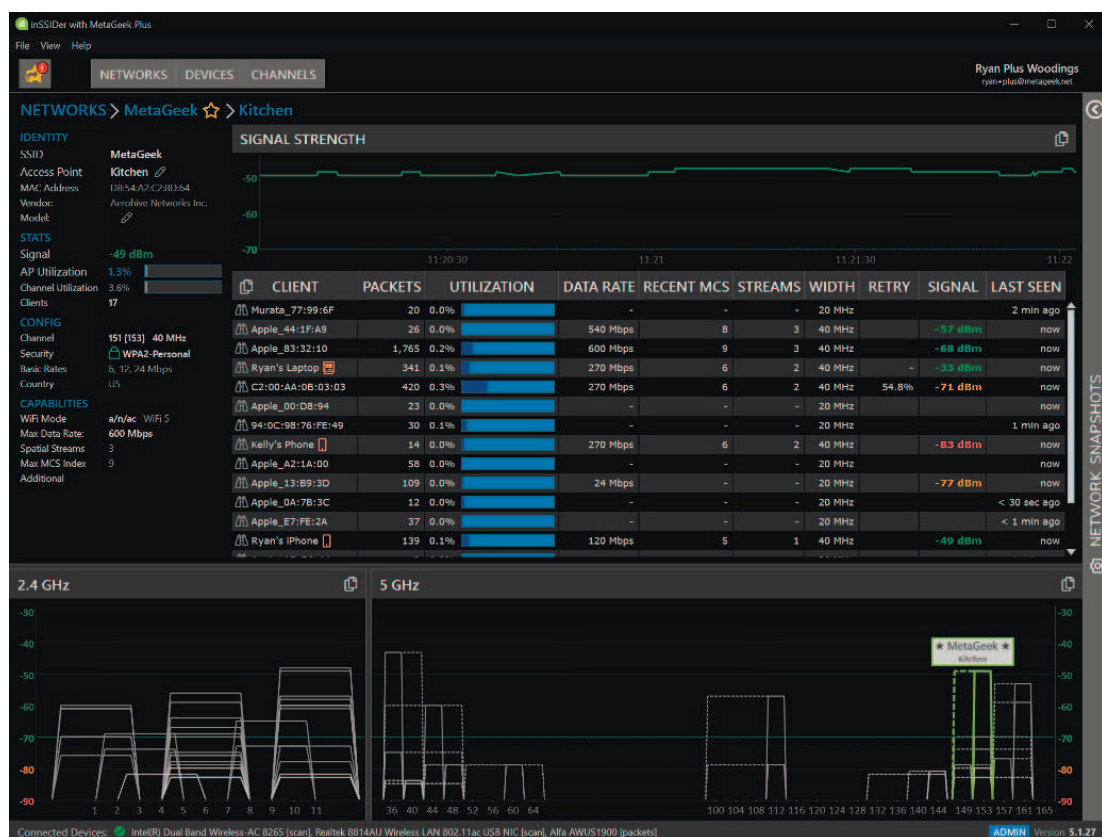 inSSIDer with MetaGeek Plus
File View Help
NETWORKS DEVICES CHANNELS
Ryan Plus Woodings
ryan+plus@metageek.net
NETWORKS > MetaGeek > Kitchen
IDENTITY
SSID MetaGeek
Access Point Kitchen
MAC Address D8:54:A2:C2:8D:64
Vendor: Aerohive Networks Inc.
Model:
STATS
Signal -49 dBm
AP Utilization 1.3%
Channel Utilization 3.6%
Clients 17
CONFIG
Channel 151 [153] 40 MHz
Security WPA2-Personal
Basic Rates 6, 12, 24 Mbps
Country US
CAPABILITIES
WiFi Mode a/n/ac WiFi 5
Max Data Rate: 600 Mbps
Spatial Streams 3
Max MCS Index 9
Additional
SIGNAL STRENGTH
-50
-60
-70
11:20:30 11:21 11:21:30 11:22
CLIENT PACKETS UTILIZATION DATA RATE RECENT MCS STREAMS WIDTH RETRY SIGNAL LAST SEEN
Murata_77:99:6F 20 0.0% - - - 20 MHz 2 min ago
Apple_44:1F:A9 26 0.0% 540 Mbps 8 3 40 MHz -57 dBm now
Apple_83:32:10 1,765 0.2% 600 Mbps 9 3 40 MHz -68 dBm now
Ryan's Laptop 341 0.1% 270 Mbps 6 2 40 MHz - -33 dBm now
C2:00:AA:0B:03:03 420 0.3% 270 Mbps 6 2 40 MHz 54.8% -71 dBm now
Apple_00:D8:94 23 0.0% - - - 20 MHz now
94:0C:98:76:FE:49 30 0.1% - - - 20 MHz 1 min ago
Kelly's Phone 14 0.0% 270 Mbps 6 2 40 MHz -83 dBm now
Apple_A2:1A:00 58 0.0% - - - 20 MHz now
Apple_13:B9:3D 109 0.0% 24 Mbps - - 20 MHz -77 dBm now
Apple_0A:7B:3C 12 0.0% - - - 20 MHz < 30 sec ago
Apple_E7:FE:2A 37 0.0% - - - 20 MHz < 1 min ago
Ryan's iPhone 139 0.1% 120 Mbps 5 1 40 MHz -49 dBm now
NETWORK SNAPSHOTS
2.4 GHz
-30
-40
-50
-60
-70
-80
-90
1 2 3 4 5 6 7 8 9 10 11
5 GHz
★ MetaGeek ★
Kitchen
-30
-40
-50
-60
-70
-80
-90
36 40 44 48 52 56 60 64 100 104 108 112 116 120 124 128 132 136 140 144 149 153 157 161 165
Connected Devices: Intel(R) Dual Band Wireless-AC 8265 [scan], Realtek 8814AU Wireless LAN 802.11ac USB NIC [scan], Alfa AWUS1900 [packets]
ADMIN Version 5.1.27